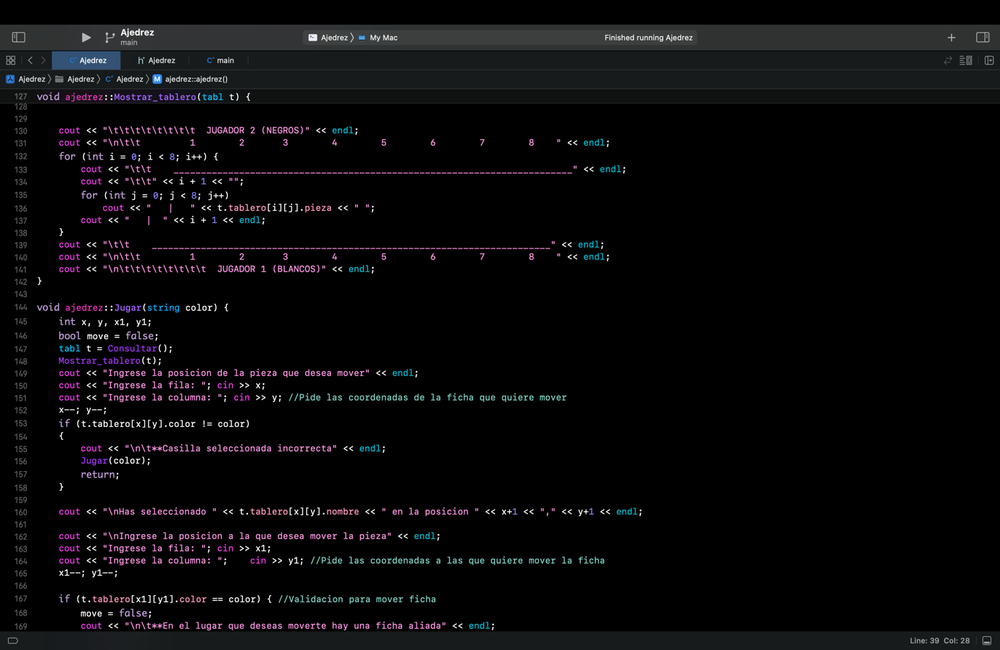 Ajedrez
main
Ajedrez 〉 My Mac
Finished running Ajedrez
Ajedrez
Ajedrez
main
Ajedrez 〉 Ajedrez 〉 Ajedrez 〉 M ajedrez::ajedrez()
127 void ajedrez::Mostrar_tablero(tabl t) {
128
129
130 cout << "\t\t\t\t\t\t\t\t  JUGADOR 2 (NEGROS)" << endl;
131 cout << "\n\t\t         1        2       3        4        5        6        7        8    " << endl;
132 for (int i = 0; i < 8; i++) {
133 cout << "\t\t    _________________________________________________________________________" << endl;
134 cout << "\t\t" << i + 1 << "";
135 for (int j = 0; j < 8; j++)
136 cout << "   |   " << t.tablero[i][j].pieza << " ";
137 cout << "   |  " << i + 1 << endl;
138 }
139 cout << "\t\t    _________________________________________________________________________" << endl;
140 cout << "\n\t\t         1        2       3        4        5        6        7        8    " << endl;
141 cout << "\n\t\t\t\t\t\t\t\t  JUGADOR 1 (BLANCOS)" << endl;
142 }
143
144 void ajedrez::Jugar(string color) {
145 int x, y, x1, y1;
146 bool move = false;
147 tabl t = Consultar();
148 Mostrar_tablero(t);
149 cout << "Ingrese la posicion de la pieza que desea mover" << endl;
150 cout << "Ingrese la fila: "; cin >> x;
151 cout << "Ingrese la columna: "; cin >> y; //Pide las coordenadas de la ficha que quiere mover
152 x--; y--;
153 if (t.tablero[x][y].color != color)
154 {
155 cout << "\n\t**Casilla seleccionada incorrecta" << endl;
156 Jugar(color);
157 return;
158 }
159
160 cout << "\nHas seleccionado " << t.tablero[x][y].nombre << " en la posicion " << x+1 << "," << y+1 << endl;
161
162 cout << "\nIngrese la posicion a la que desea mover la pieza" << endl;
163 cout << "Ingrese la fila: "; cin >> x1;
164 cout << "Ingrese la columna: ";    cin >> y1; //Pide las coordenadas a las que quiere mover la ficha
165 x1--; y1--;
166
167 if (t.tablero[x1][y1].color == color) { //Validacion para mover ficha
168 move = false;
169 cout << "\n\t**En el lugar que deseas moverte hay una ficha aliada" << endl;
Line: 39  Col: 28